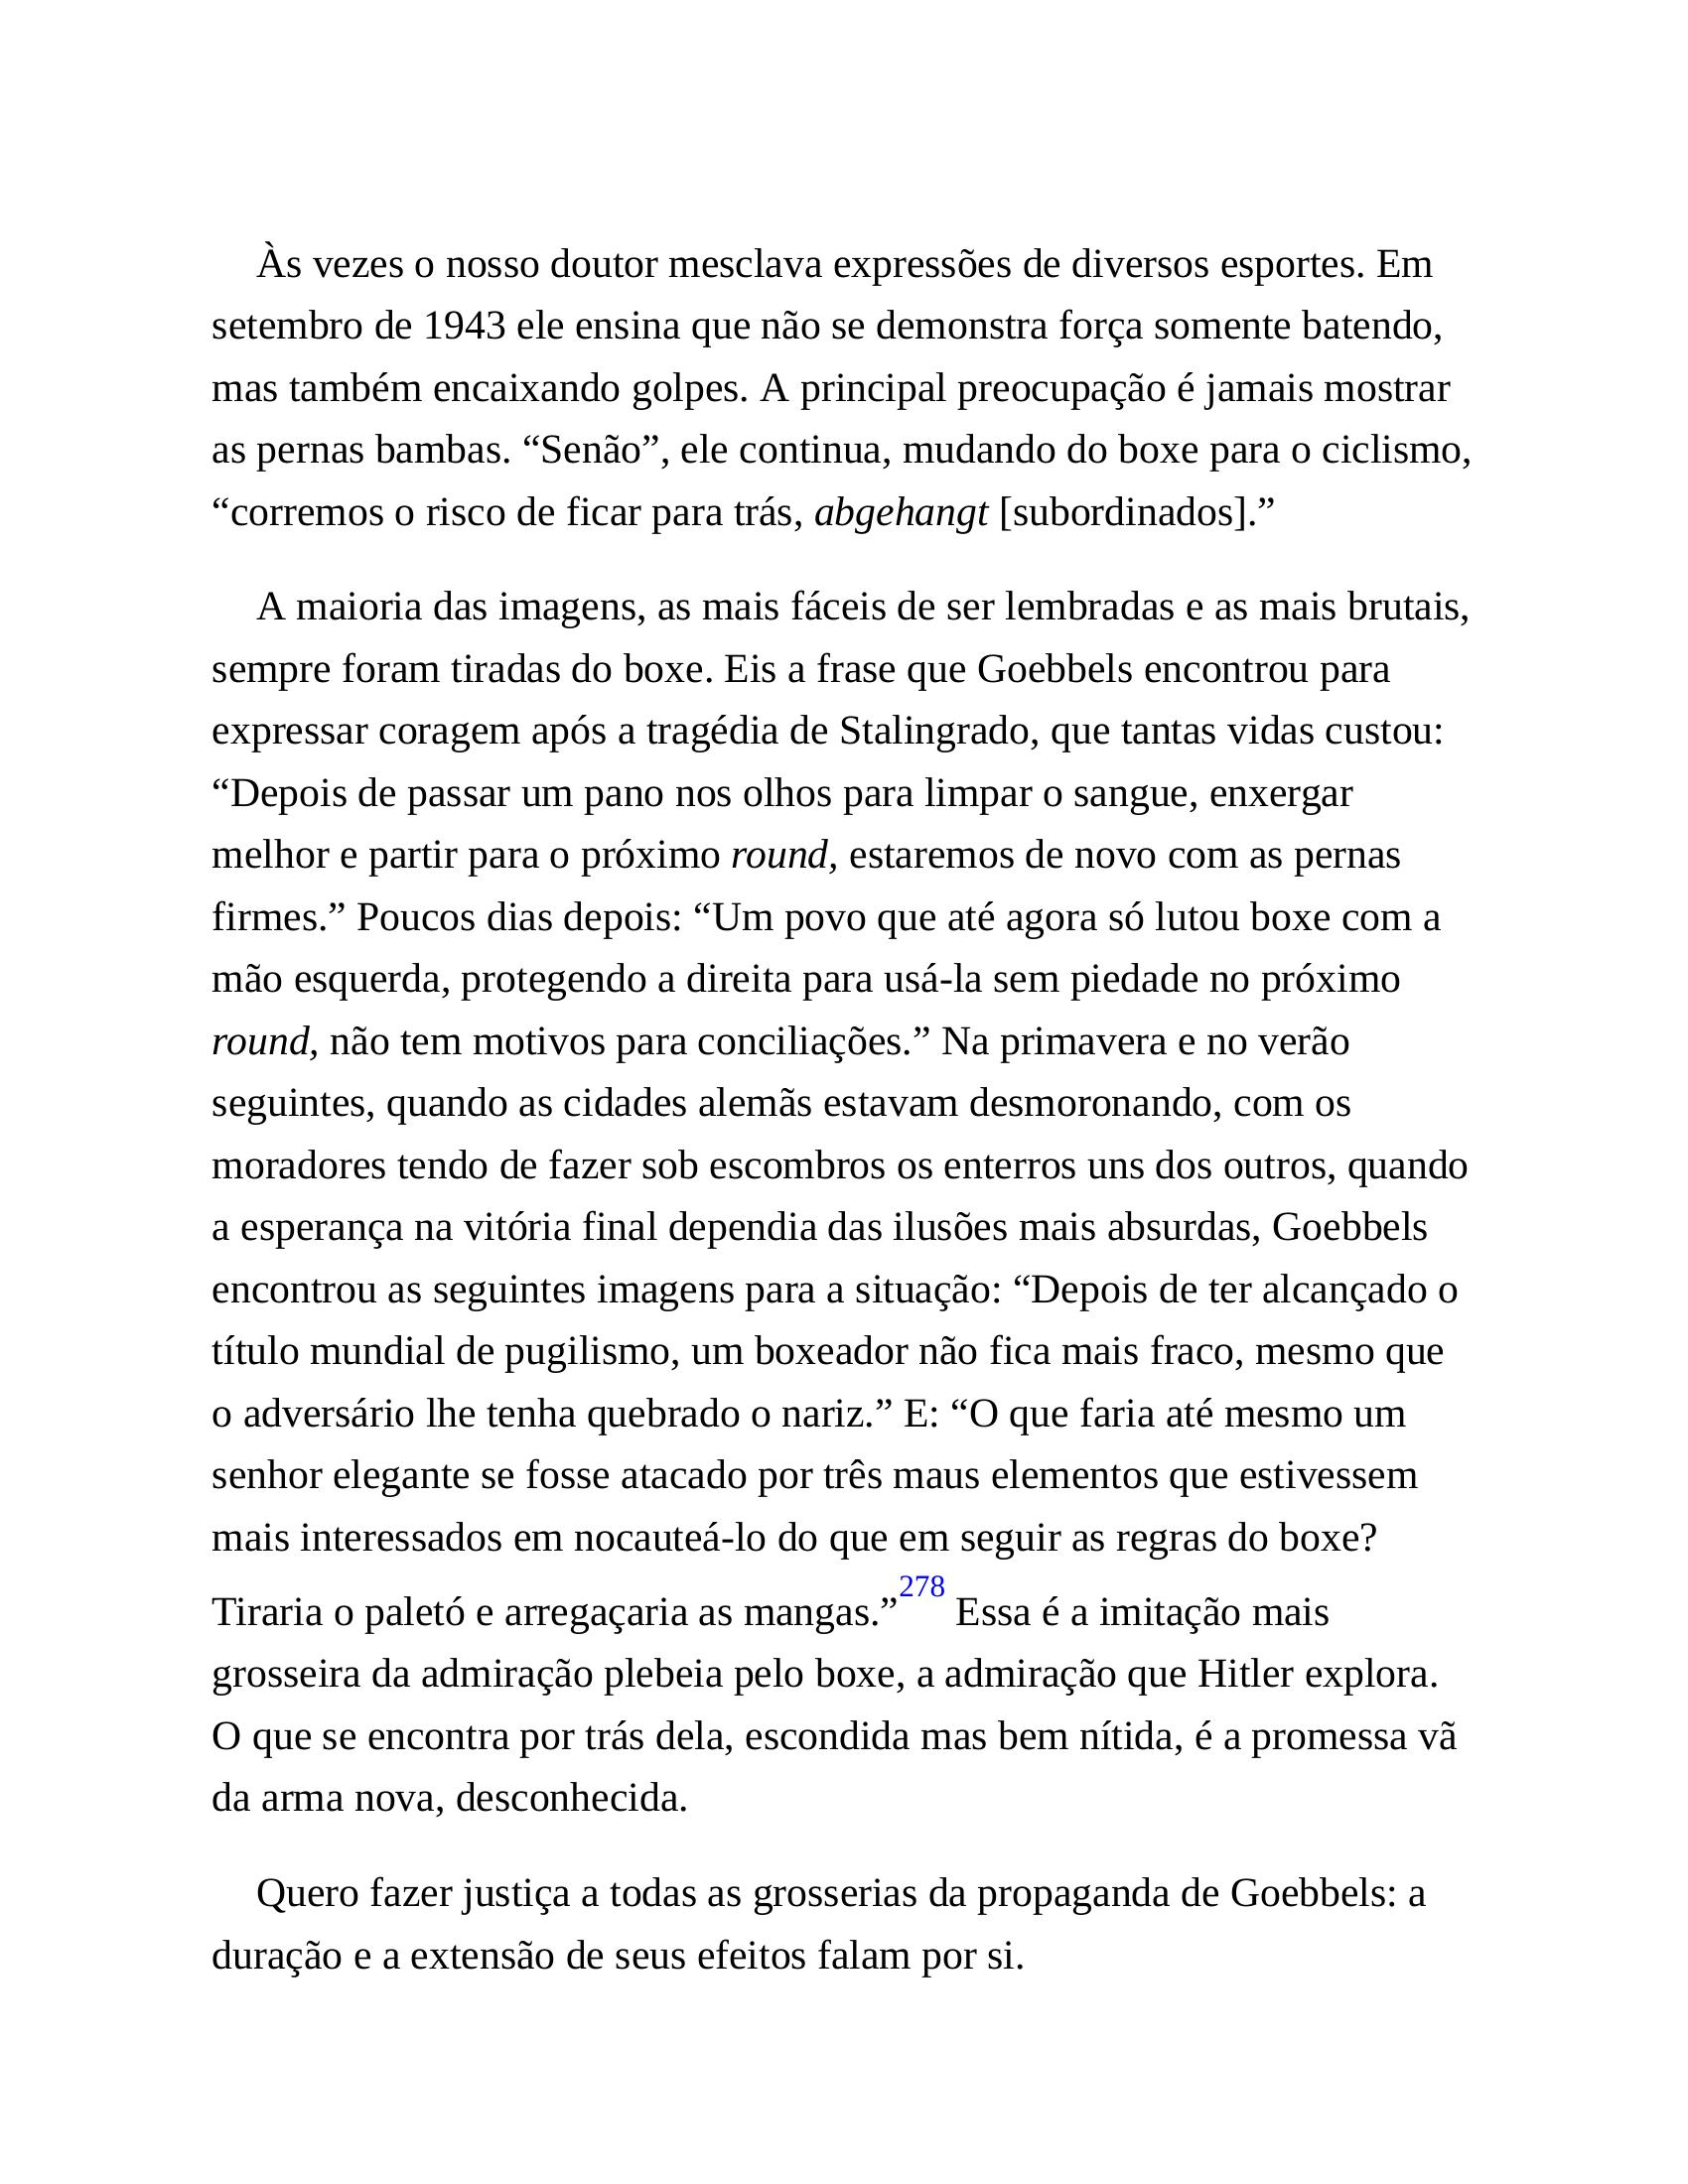 Às vezes o nosso doutor mesclava expressões de diversos esportes. Em
setembro de 1943 ele ensina que não se demonstra força somente batendo,
mas também encaixando golpes. A principal preocupação é jamais mostrar
as pernas bambas. “Senão”, ele continua, mudando do boxe para o ciclismo,
“corremos o risco de ficar para trás, abgehangt [subordinados].”
A maioria das imagens, as mais fáceis de ser lembradas e as mais brutais,
sempre foram tiradas do boxe. Eis a frase que Goebbels encontrou para
expressar coragem após a tragédia de Stalingrado, que tantas vidas custou:
“Depois de passar um pano nos olhos para limpar o sangue, enxergar
melhor e partir para o próximo round, estaremos de novo com as pernas
firmes.” Poucos dias depois: “Um povo que até agora só lutou boxe com a
mão esquerda, protegendo a direita para usá-la sem piedade no próximo
round, não tem motivos para conciliações.” Na primavera e no verão
seguintes, quando as cidades alemãs estavam desmoronando, com os
moradores tendo de fazer sob escombros os enterros uns dos outros, quando
a esperança na vitória final dependia das ilusões mais absurdas, Goebbels
encontrou as seguintes imagens para a situação: “Depois de ter alcançado o
título mundial de pugilismo, um boxeador não fica mais fraco, mesmo que
o adversário lhe tenha quebrado o nariz.” E: “O que faria até mesmo um
senhor elegante se fosse atacado por três maus elementos que estivessem
mais interessados em nocauteá-lo do que em seguir as regras do boxe?
Tiraria o paletó e arregaçaria as mangas.”278 Essa é a imitação mais
grosseira da admiração plebeia pelo boxe, a admiração que Hitler explora.
O que se encontra por trás dela, escondida mas bem nítida, é a promessa vã
da arma nova, desconhecida.
Quero fazer justiça a todas as grosserias da propaganda de Goebbels: a
duração e a extensão de seus efeitos falam por si.